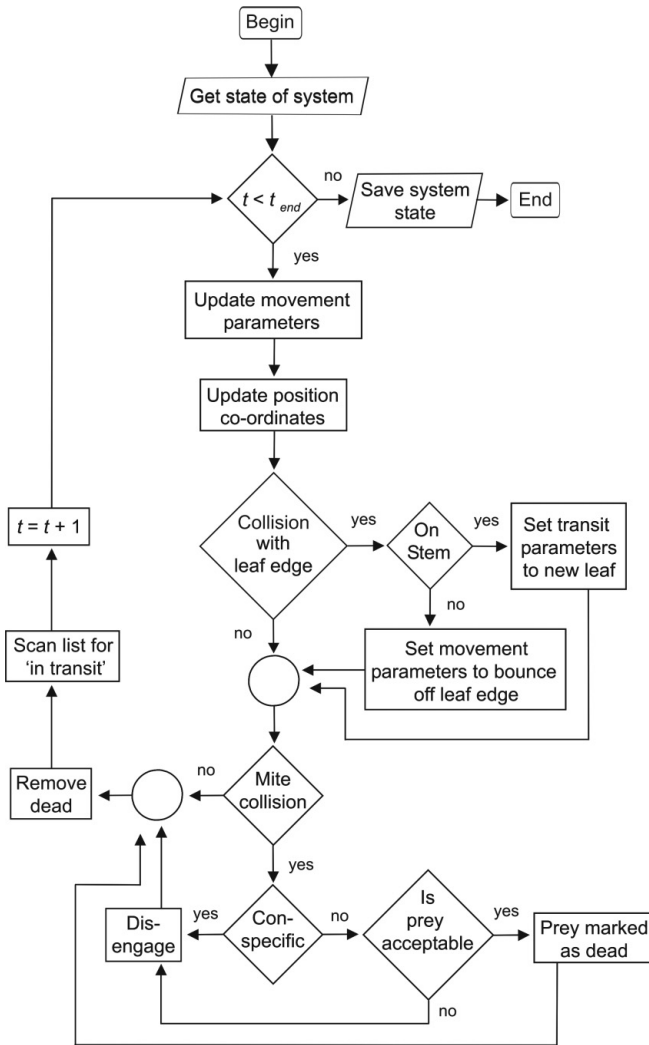 Begin
Get state of system
t < t end
no
Save system
state
End
yes
Update movement
parameters
Update position
co-ordinates
Collision
with
leaf edge
yes
On
Stem
yes
Set transit
parameters
to new leaf
t = t + 1
no
no
Set movement
parameters to bounce
off leaf edge
Scan list for
'in transit'
Mite
collision
no
Remove
dead
yes
Con-
specific
yes
Dis-
engage
no
Is
prey
acceptable
yes
Prey marked
as dead
no